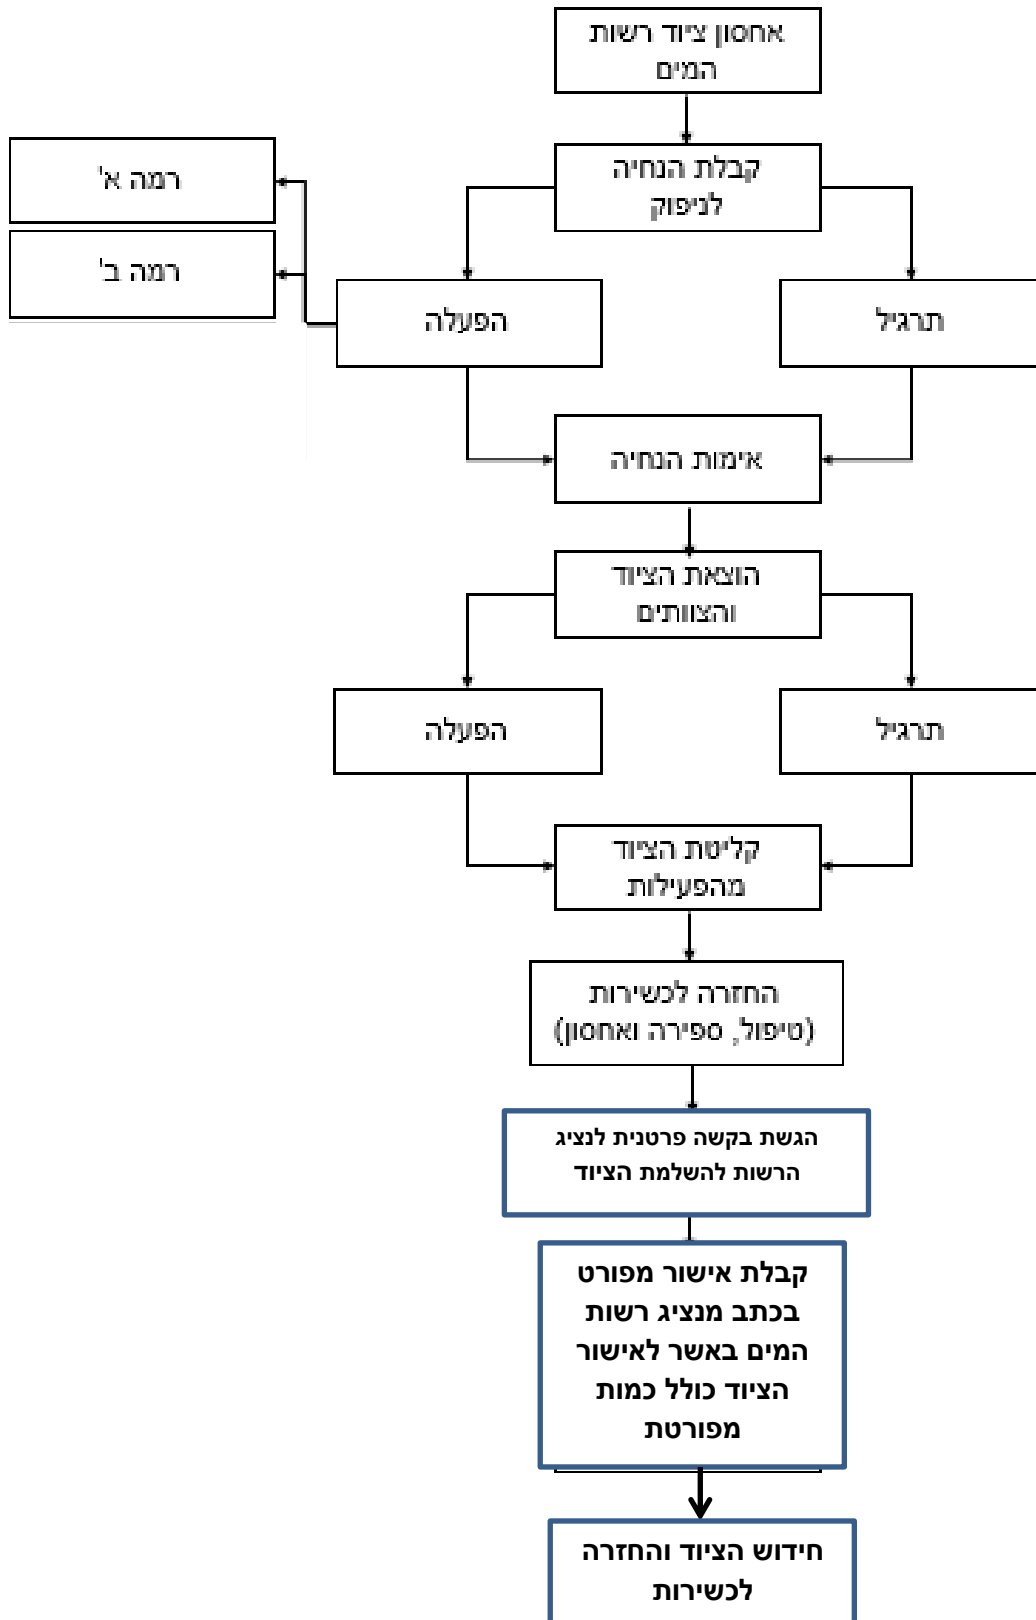 אחסון ציוד רשות
המים
קבלת הנחיה
לניפוק
רמה א'
רמה ב'
תרגיל
הפעלה
אימות הנחיה
הוצאת הציוד
והצוותים
תרגיל
הפעלה
קליטת הציוד
מהפעילות
החזרה לכשירות
(טיפול, ספירה ואחסון)
הגשת בקשה פרטנית לנציג
הרשות להשלמת הציוד
קבלת אישור מפורט
בכתב מנציג רשות
המים באשר לאישור
הציוד כולל כמות
מפורטת
חידוש הציוד והחזרה
לכשירות